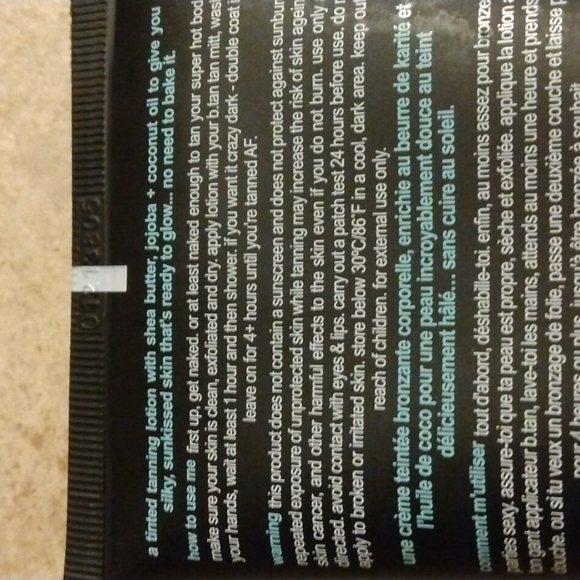 a tinted tanning lotion with shea butter, jojoba + coconut oil to give you
silky, sunkissed skin that's ready to glow... no need to bake it.
how to use me first up, get naked. or at least naked enough to tan your super hot bod
make sure your skin is clean, exfoliated and dry. apply lotion with your b.tan tan mitt, wash
your hands, wait at least 1 hour and then shower. if you want it crazy dark - double coat
leave on for 4+ hours until you're tanned AF.
warning this product does not contain a sunscreen and does not protect against sunburn
repeated exposure of unprotected skin while tanning may increase the risk of skin
skin cancer, and other harmful effects to the skin even if you do not burn. use only
directed. avoid contact with eyes & lips. carry out a patch test 24 hours before use. do
apply to broken or irritated skin. store below 30°C/86°F in a cool, dark area. keep out
reach of children. for external use only.
une crème teintée bronzante corporelle, enrichie au beurre de karité et
l'huile de coco pour une peau incroyablement douce au teint
délicieusement hâlé... sans cuire au soleil.
comment m'utiliser tout d'abord, déshabille-toi. enfin, au moins assez pour
parties sexy. assure-toi que ta peau est propre, sèche et exfoliée. applique la lotion
ton gant applicateur b.tan, lave-toi les mains, attends au moins une heure et prends
douche. ou si tu veux un bronzage de folie, passe une deuxième couche et laisse